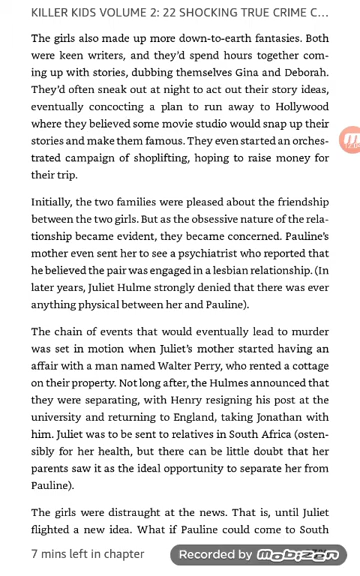 KILLER KIDS VOLUME 2: 22 SHOCKING TRUE CRIME C...
The girls also made up more down-to-earth fantasies. Both
were keen writers, and they'd spend hours together com-
ing up with stories, dubbing themselves Gina and Deborah.
They'd often sneak out at night to act out their story ideas,
eventually concocting a plan to run away to Hollywood
where they believed some movie studio would snap up their
stories and make them famous. They even started an orches-
trated campaign of shoplifting, hoping to raise money for
their trip.
Initially, the two families were pleased about the friendship
between the two girls. But as the obsessive nature of the rela-
tionship became evident, they became concerned. Pauline's
mother even sent her to see a psychiatrist who reported that
he believed the pair was engaged in a lesbian relationship. (In
later years, Juliet Hulme strongly denied that there was ever
anything physical between her and Pauline).
The chain of events that would eventually lead to murder
was set in motion when Juliet's mother started having an
affair with a man named Walter Perry, who rented a cottage
on their property. Not long after, the Hulmes announced that
they were separating, with Henry resigning his post at the
university and returning to England, taking Jonathan with
him. Juliet was to be sent to relatives in South Africa (osten-
sibly for her health, but there can be little doubt that her
parents saw it as the ideal opportunity to separate her from
Pauline).
The girls were distraught at the news. That is, until Juliet
flighted a new idea. What if Pauline could come to South
7 mins left in chapter
Recorded by Mobizen